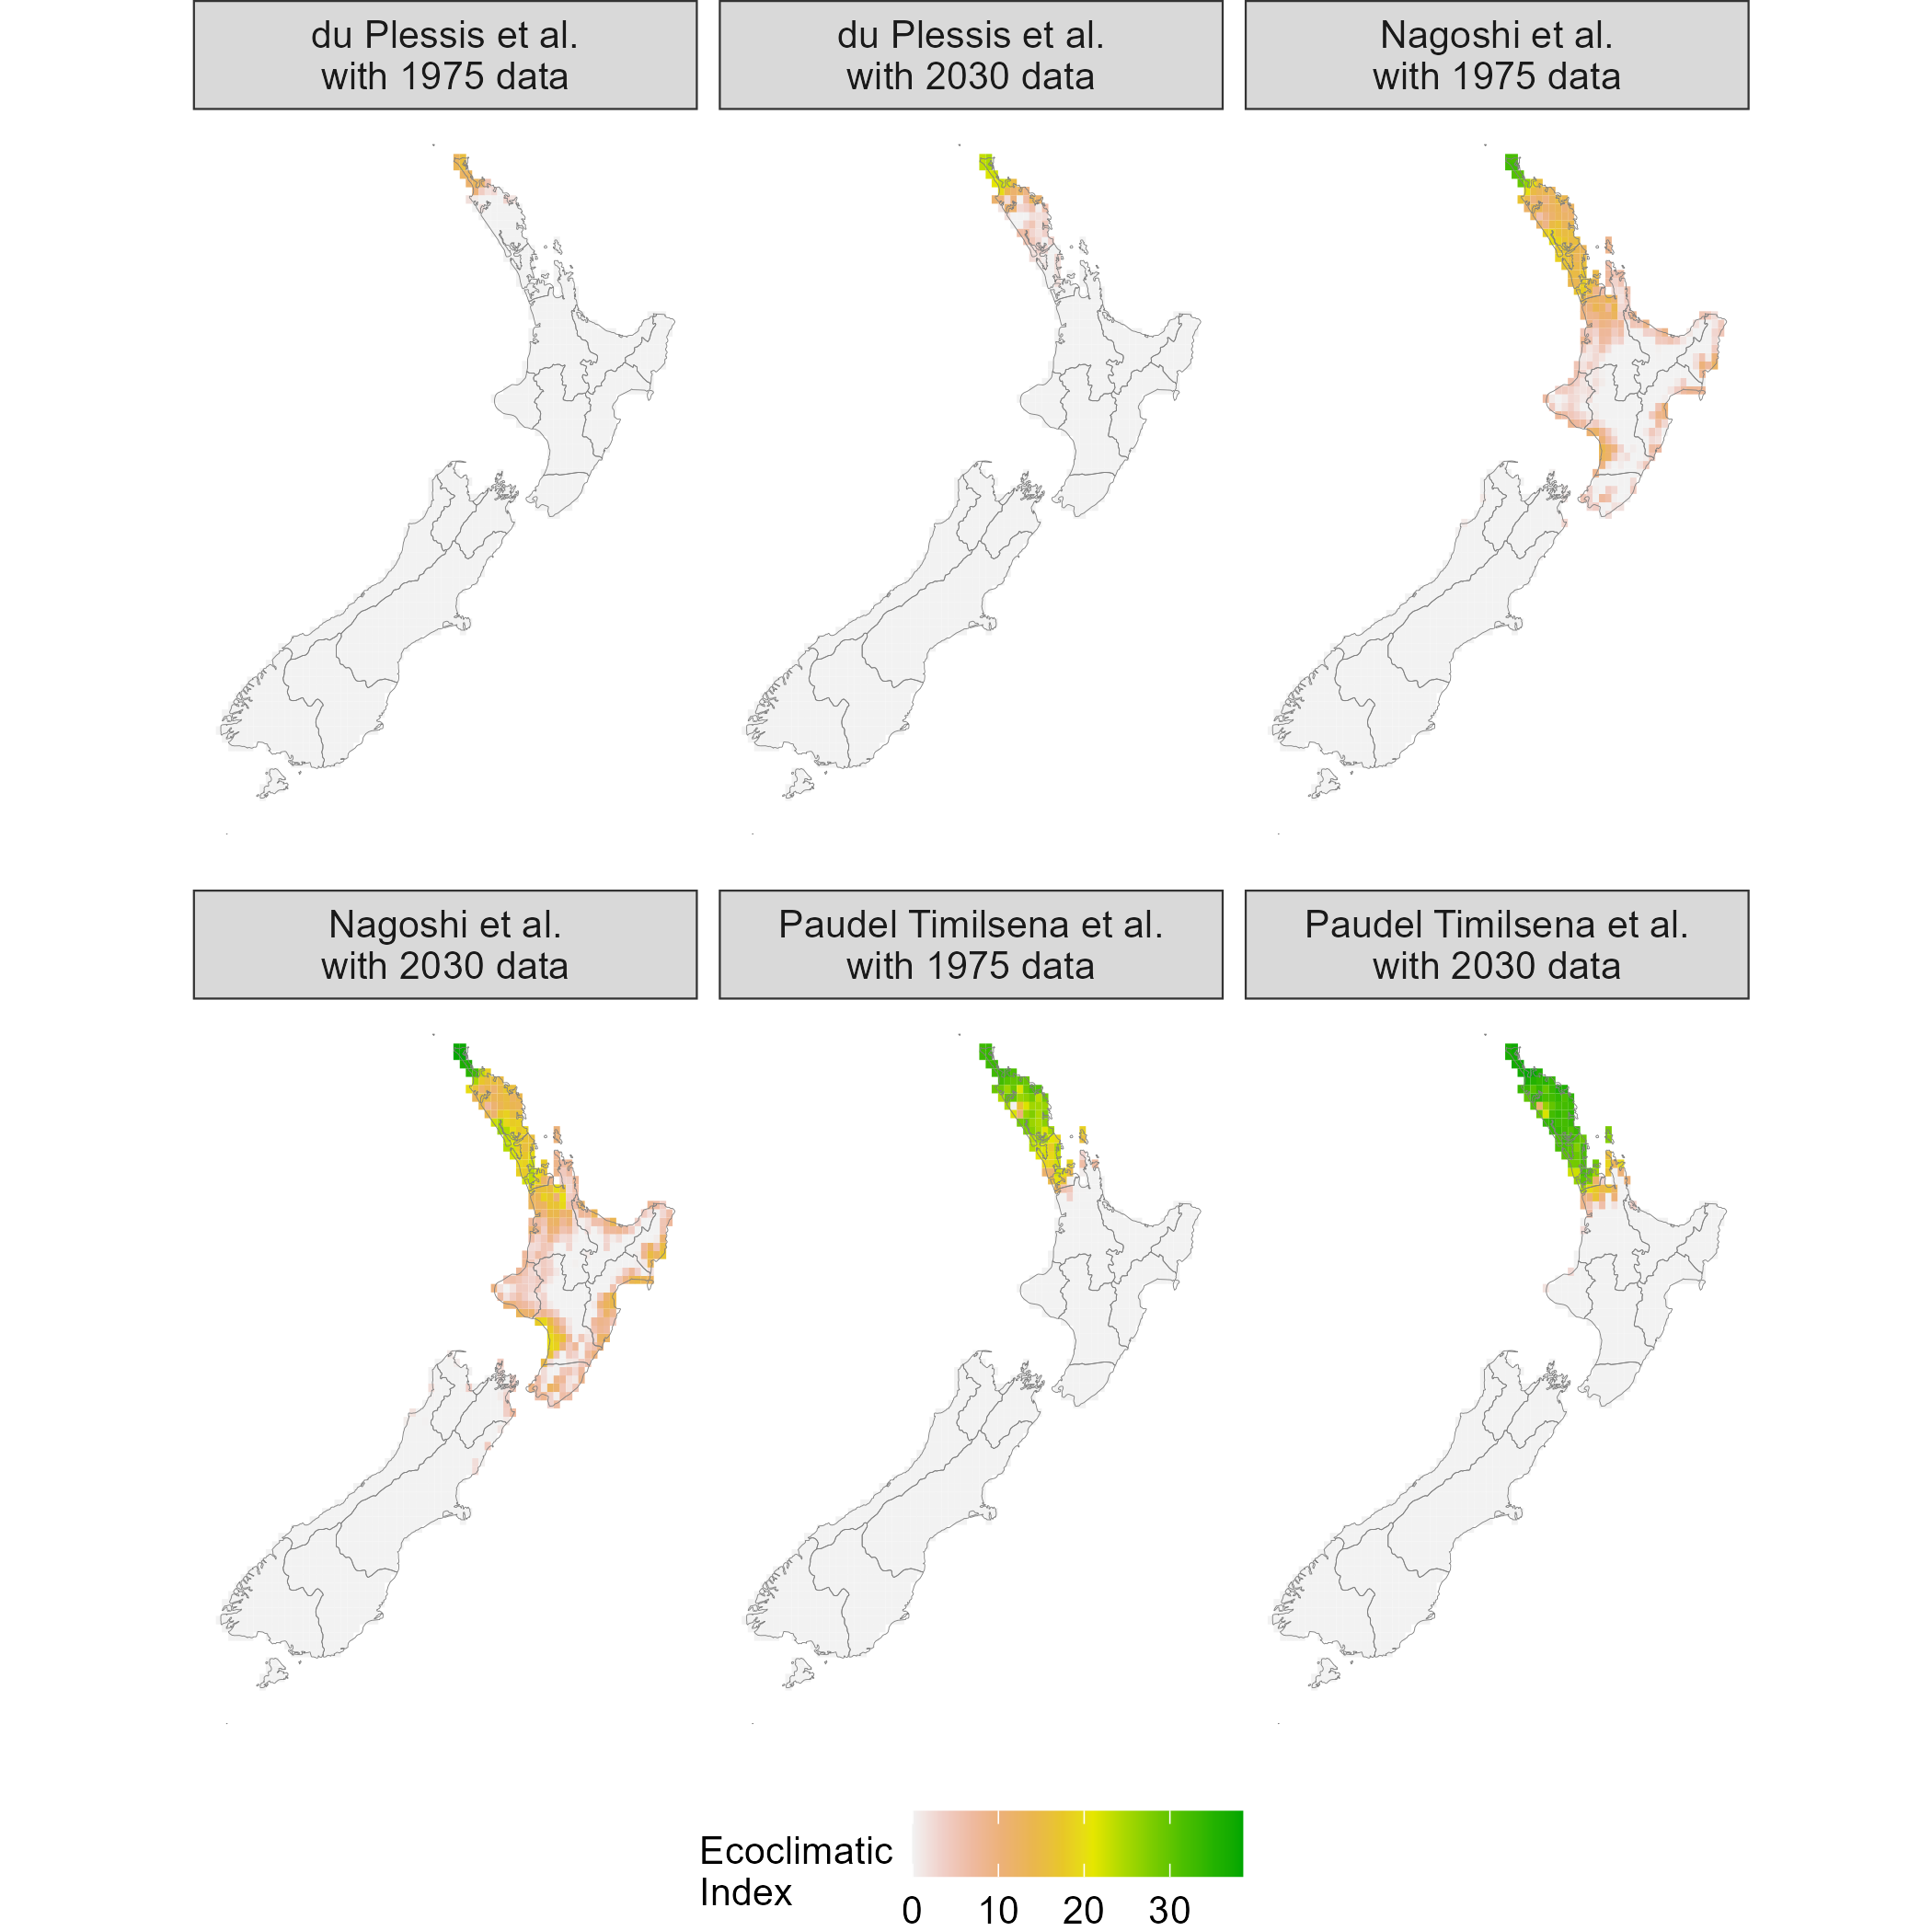 du Plessis et al.
with 1975 data
du Plessis et al.
with 2030 data
Nagoshi et al.
with 1975 data
Nagoshi et al.
with 2030 data
Paudel Timilsena et al.
with 1975 data
Paudel Timilsena et al.
with 2030 data
Ecoclimatic
Index
0 10 20 30